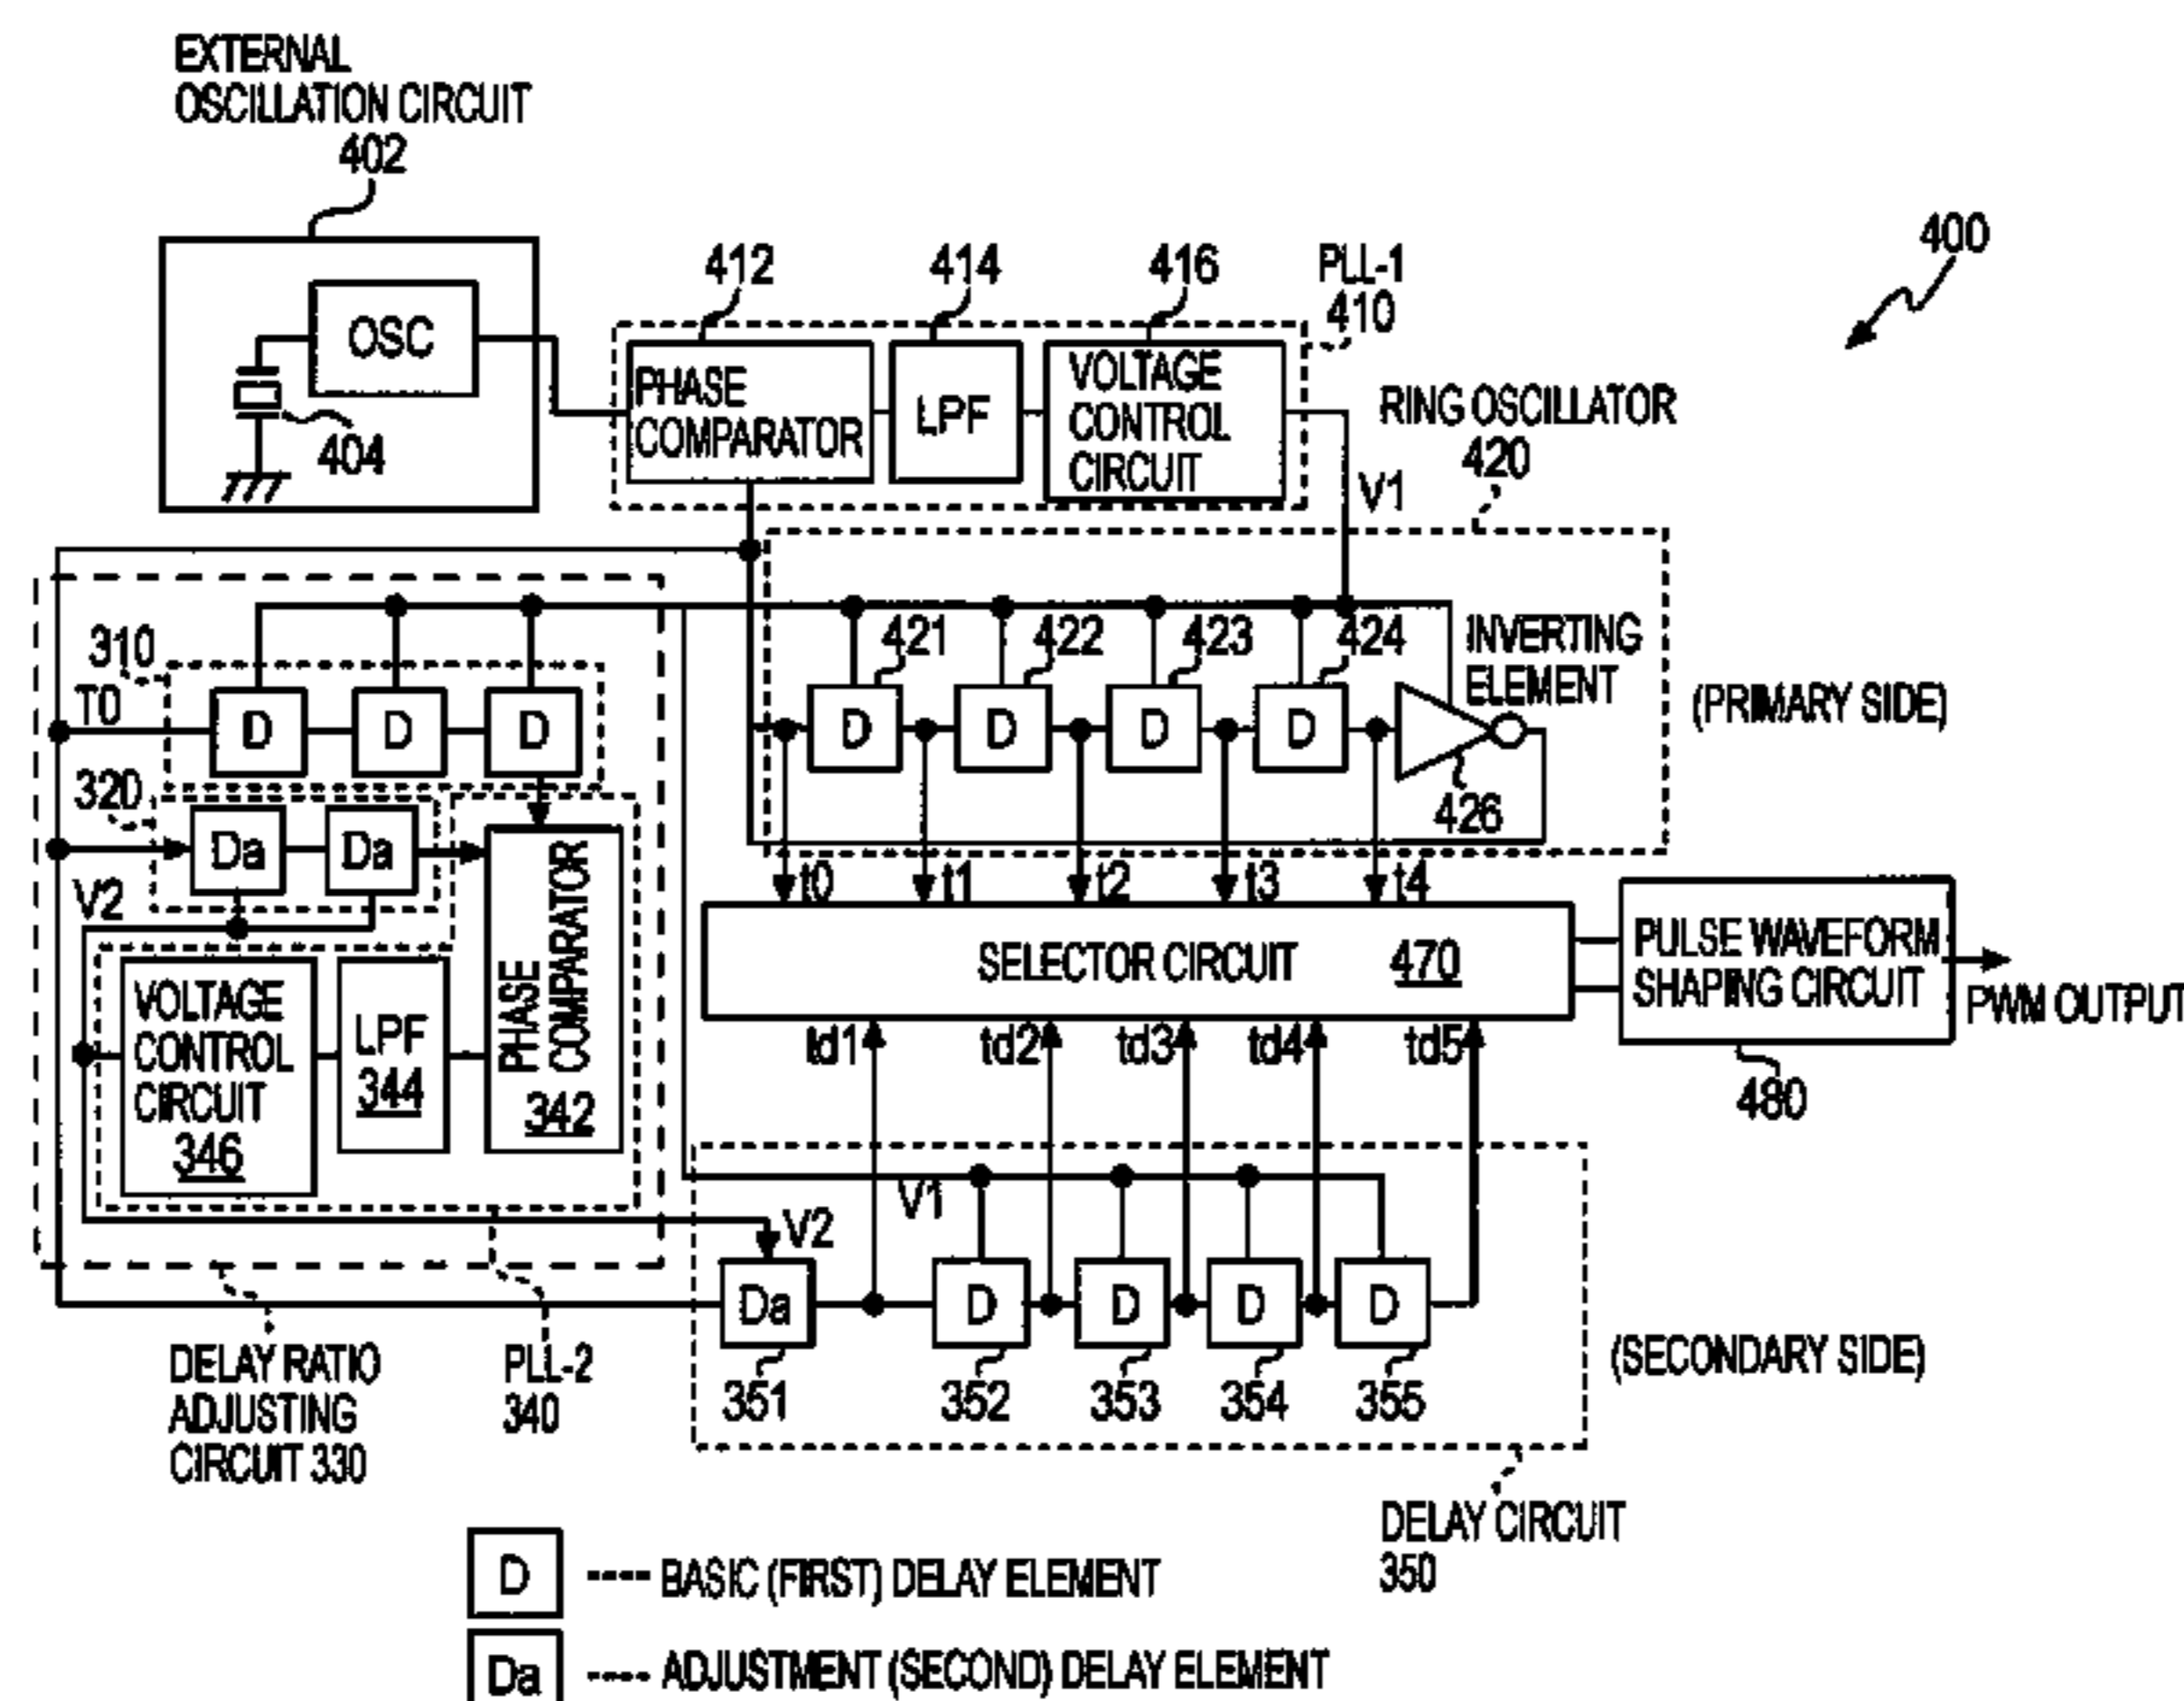 EXTERNAL
OSCILLATION CIRCUIT
402
400
412
414
416
PLL-1
410
OSC
404
PHASE
COMPARATOR
LPF
VOLTAGE
CONTROL
CIRCUIT
RING OSCILLATOR
420
V1
310
T0
D
D
D
421
422
423
424
D
D
D
D
INVERTING
ELEMENT
426
(PRIMARY SIDE)
320
Da
Da
V2
t0
t1
t2
t3
t4
SELECTOR CIRCUIT 470
PULSE WAVEFORM
SHAPING CIRCUIT
PWM OUTPUT
480
VOLTAGE
CONTROL
CIRCUIT
346
LPF
344
PHASE
COMPARATOR
342
td1
td2
td3
td4
td5
V1
V2
Da
D
D
D
D
351
352
353
354
355
(SECONDARY SIDE)
DELAY RATIO
ADJUSTING
CIRCUIT 330
PLL-2
340
DELAY CIRCUIT
350
D ---- BASIC (FIRST) DELAY ELEMENT
Da ---- ADJUSTMENT (SECOND) DELAY ELEMENT